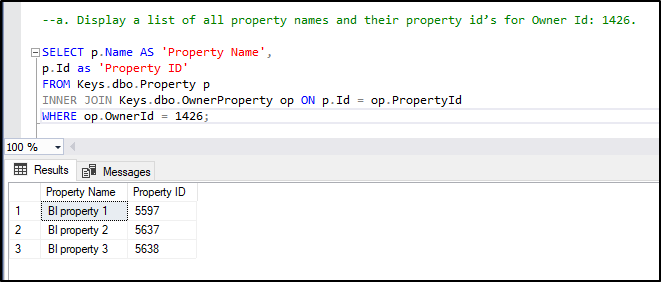 --a. Display a list of all property names and their property id’s for Owner Id: 1426.
SELECT p.Name AS 'Property Name',
p.Id as 'Property ID'
FROM Keys.dbo.Property p
INNER JOIN Keys.dbo.OwnerProperty op ON p.Id = op.PropertyId
WHERE op.OwnerId = 1426;
100 %
Results Messages
Property Name Property ID
1 BI property 1 5597
2 BI property 2 5637
3 BI property 3 5638